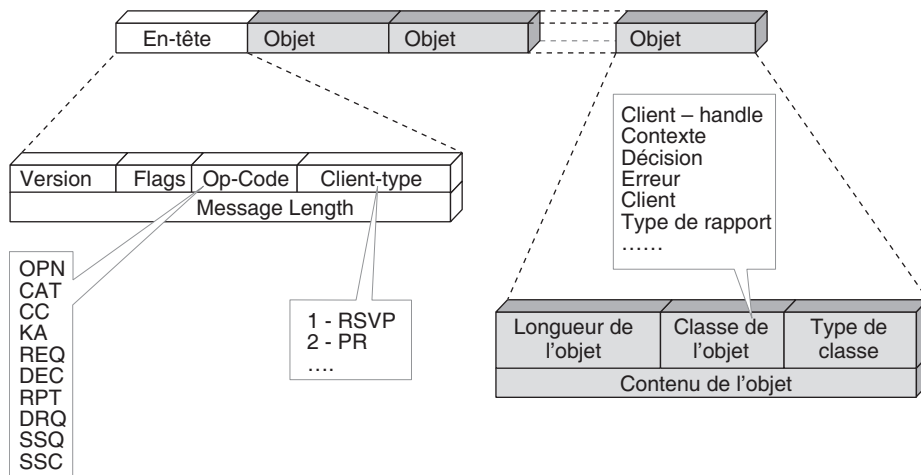 En-tête Objet Objet Objet
Client – handle
Contexte
Décision
Erreur
Client
Type de rapport
......
Version Flags Op-Code Client-type
Message Length
OPN
CAT
CC
KA
REQ
DEC
RPT
DRQ
SSQ
SSC
1 - RSVP
2 - PR
....
Longueur de l'objet Classe de l'objet Type de classe
Contenu de l'objet